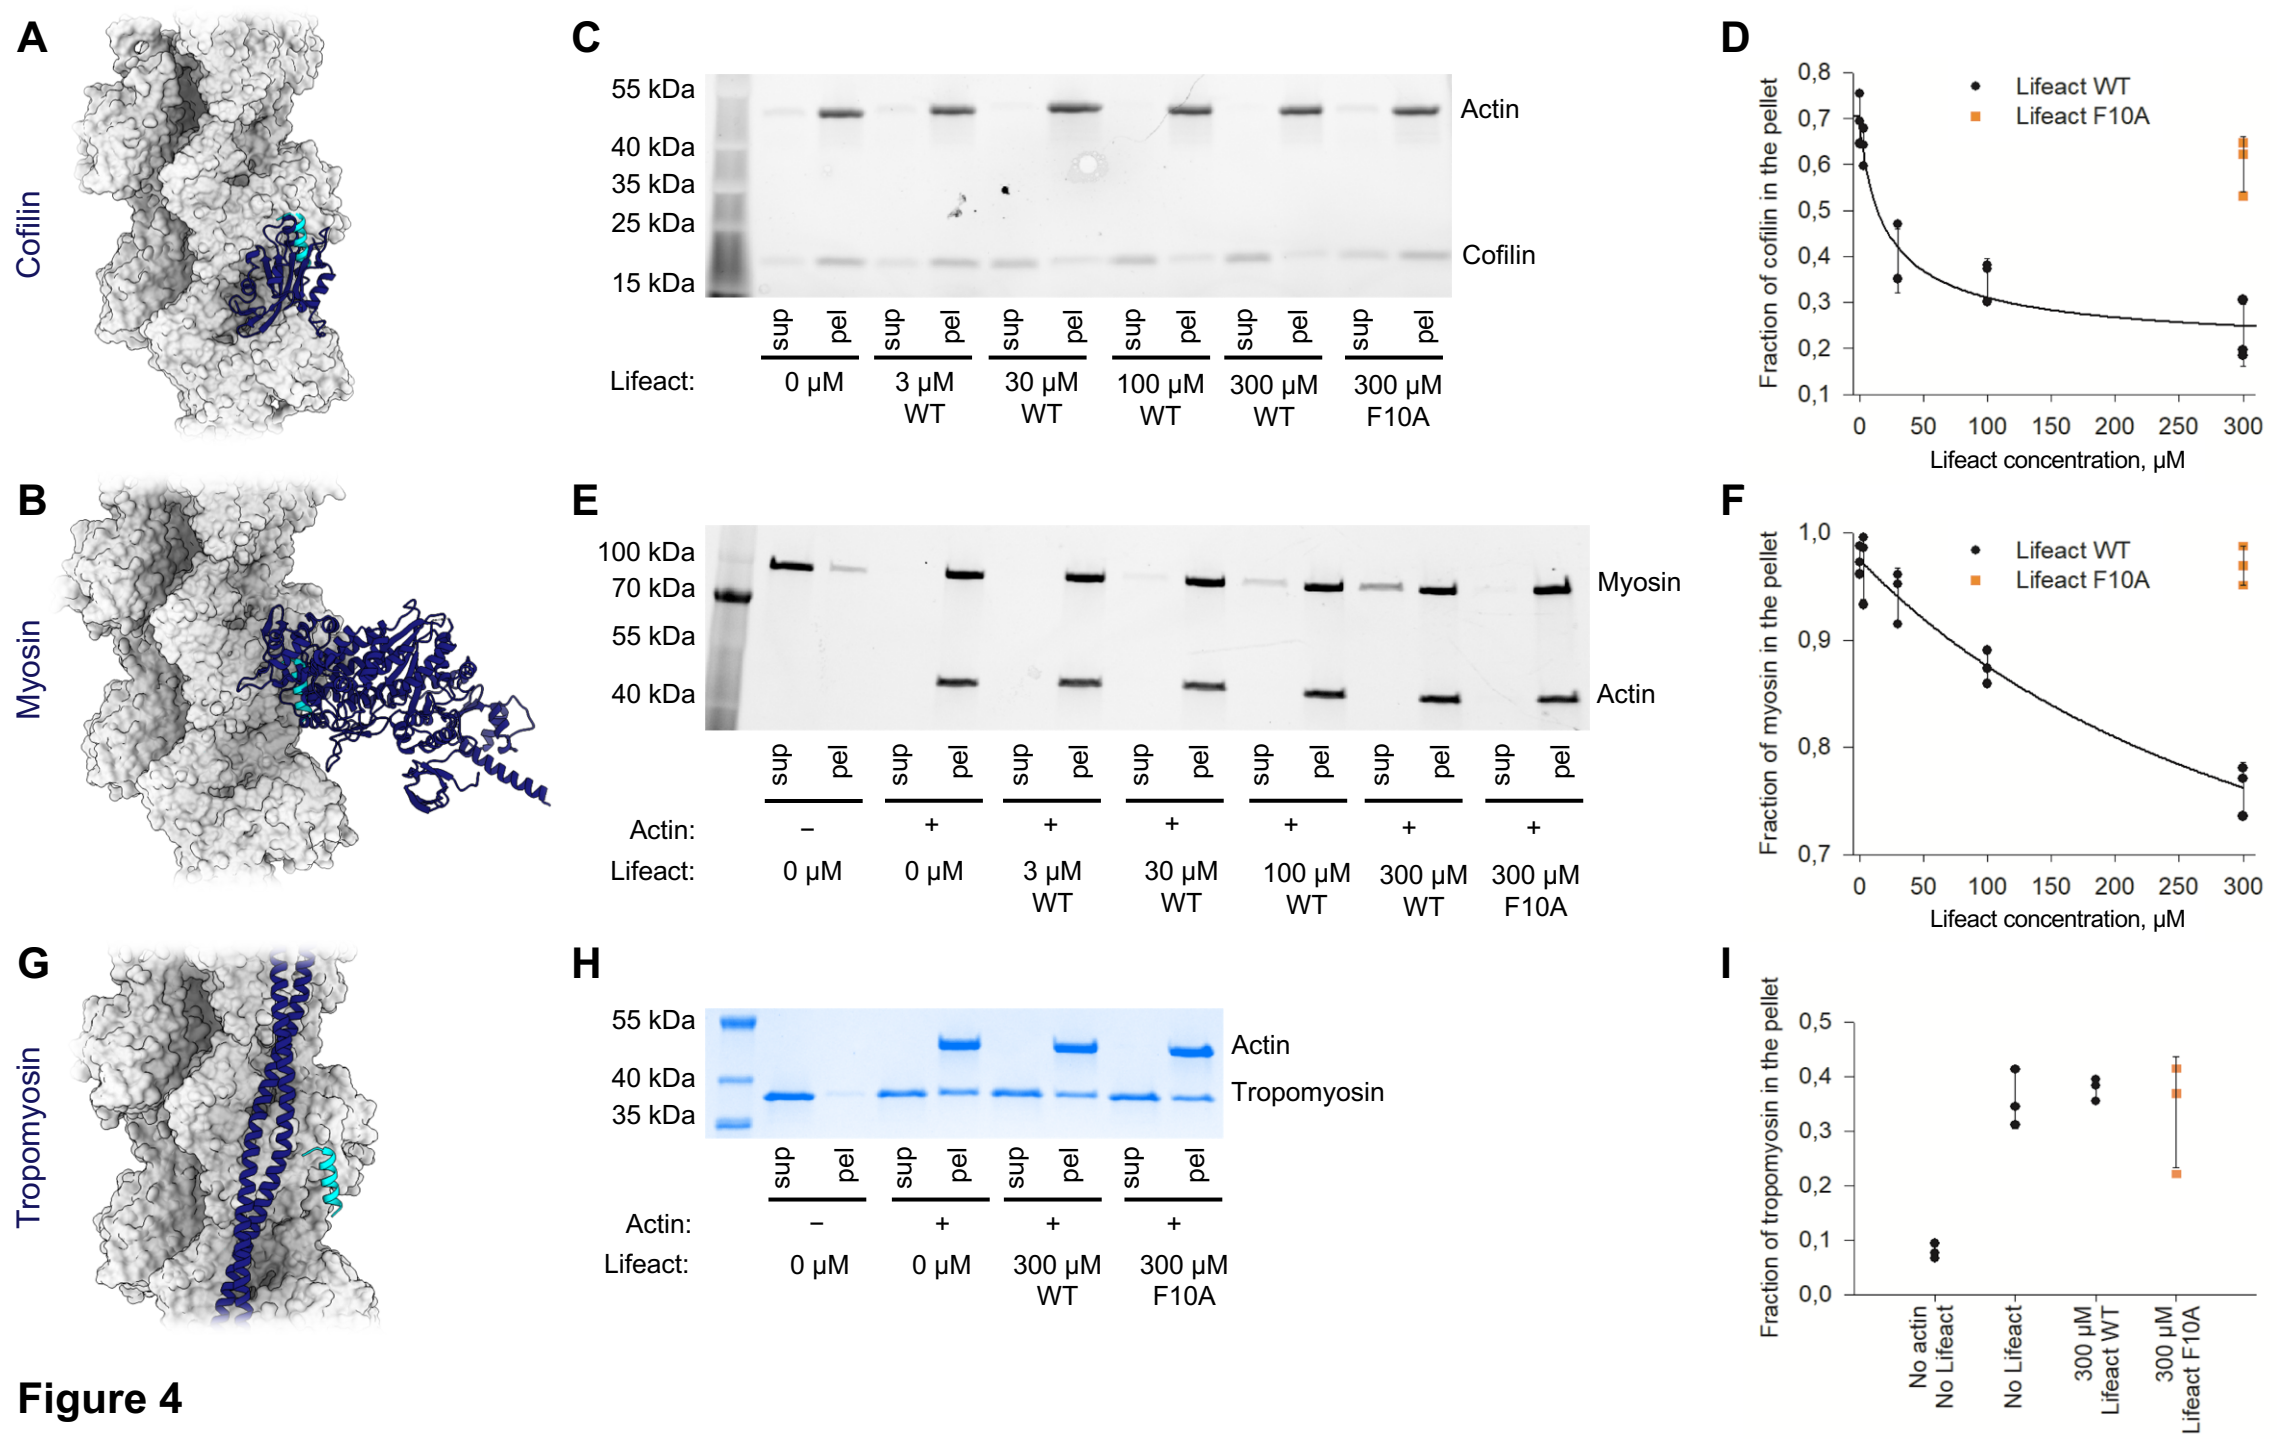 A
Cofilin
C
55 kDa
40 kDa
35 kDa
25 kDa
15 kDa
Actin
Cofilin
sup pel sup pel sup pel sup pel sup pel sup pel
Lifeact: 0 µM 3 µM 30 µM 100 µM 300 µM 300 µM
WT WT WT WT F10A
D
Fraction of cofilin in the pellet
0,8
0,7
0,6
0,5
0,4
0,3
0,2
0,1
Lifeact WT
Lifeact F10A
0 50 100 150 200 250 300
Lifeact concentration, µM
B
Myosin
E
100 kDa
70 kDa
55 kDa
40 kDa
Myosin
Actin
sup pel sup pel sup pel sup pel sup pel sup pel sup pel
Actin: − + + + + + +
Lifeact: 0 µM 0 µM 3 µM 30 µM 100 µM 300 µM 300 µM
WT WT WT WT F10A
F
Fraction of myosin in the pellet
1,0
0,9
0,8
0,7
Lifeact WT
Lifeact F10A
0 50 100 150 200 250 300
Lifeact concentration, µM
G
Tropomyosin
H
55 kDa
40 kDa
35 kDa
Actin
Tropomyosin
sup pel sup pel sup pel sup pel
Actin: − + + +
Lifeact: 0 µM 0 µM 300 µM 300 µM
WT F10A
I
Fraction of tropomyosin in the pellet
0,5
0,4
0,3
0,2
0,1
0,0
No actin
No Lifeact
No Lifeact
300 µM
Lifeact WT
300 µM
Lifeact F10A
Figure 4